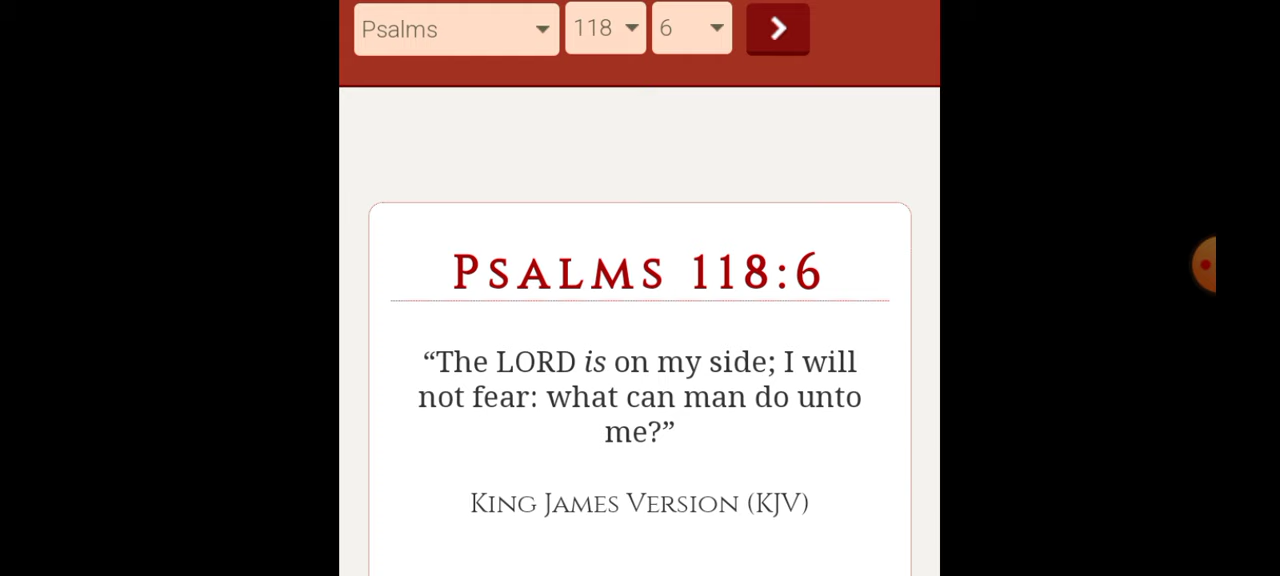 Psalms 118 6
PSALMS 118:6
“The LORD is on my side; I will
not fear: what can man do unto
me?”
KING JAMES VERSION (KJV)